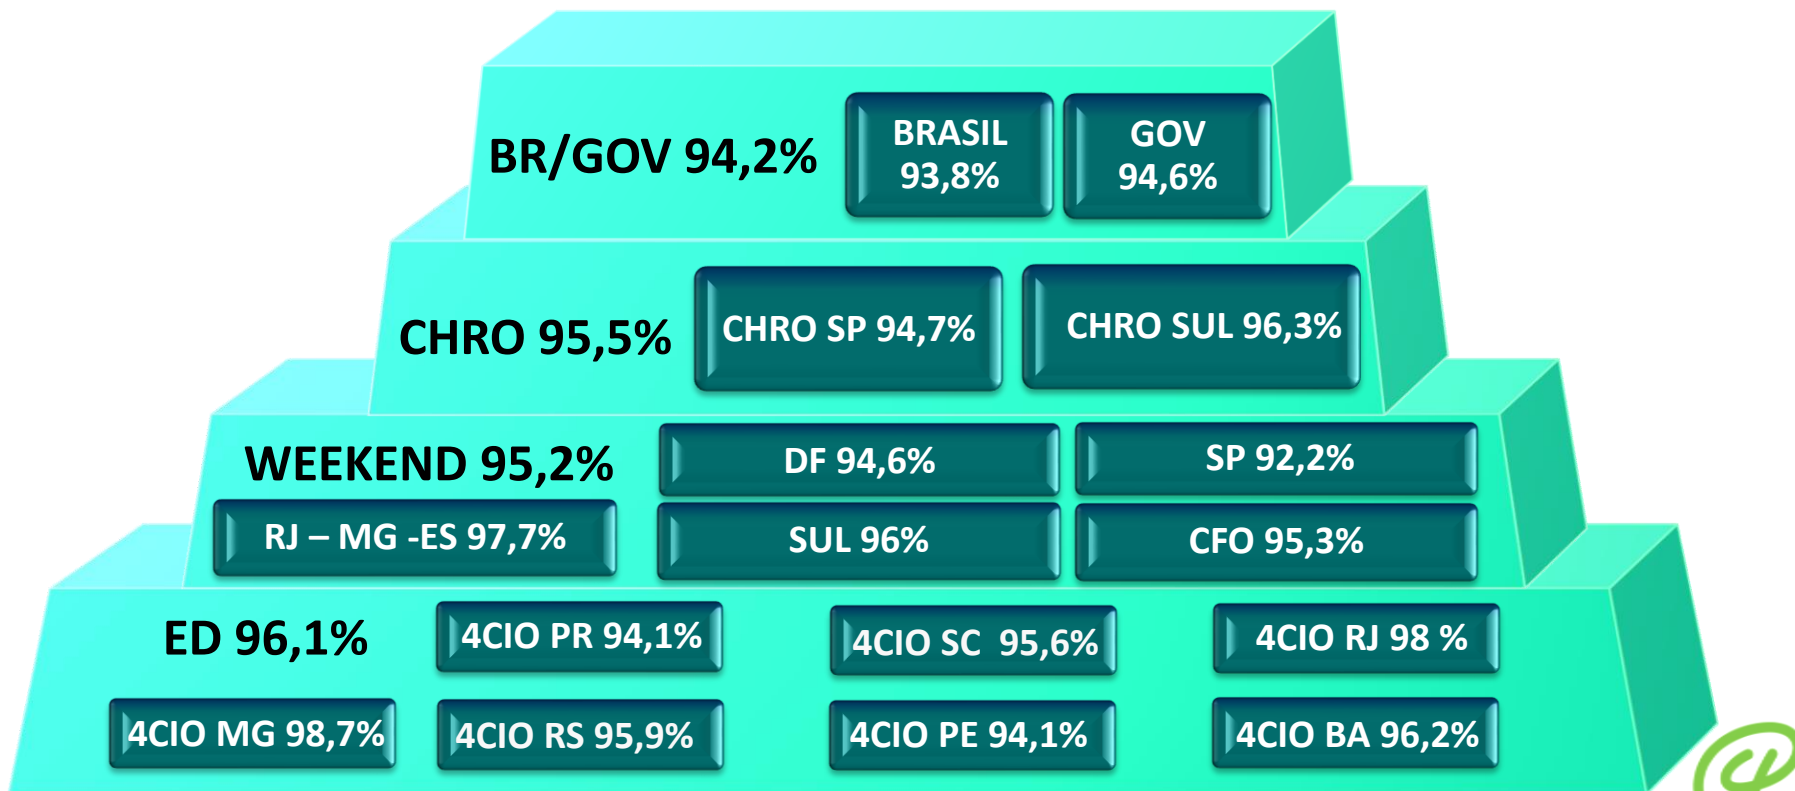 BR/GOV 94,2%
BRASIL
93,8%
GOV
94,6%
CHRO 95,5%
CHRO SP 94,7%
CHRO SUL 96,3%
WEEKEND 95,2%
DF 94,6%
SP 92,2%
RJ – MG -ES 97,7%
SUL 96%
CFO 95,3%
ED 96,1%
4CIO PR 94,1%
4CIO SC  95,6%
4CIO RJ 98 %
4CIO MG 98,7%
4CIO RS 95,9%
4CIO PE 94,1%
4CIO BA 96,2%